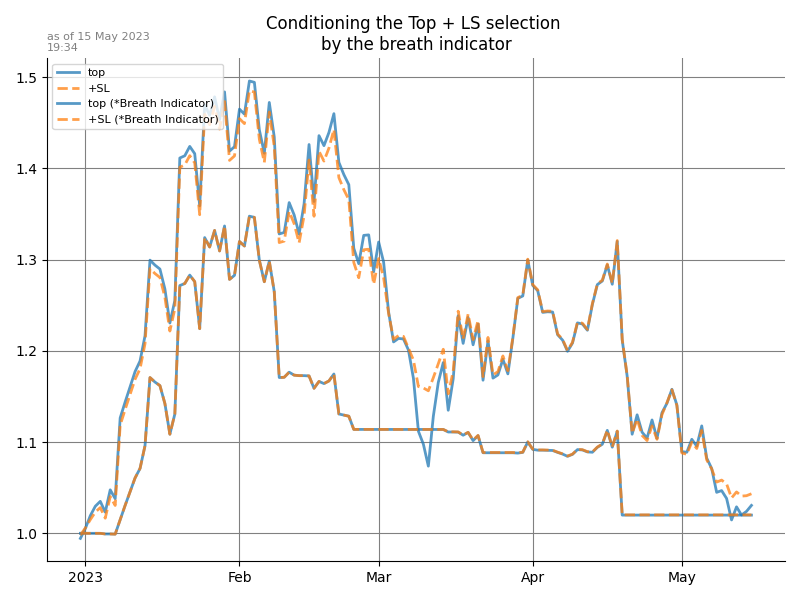 Conditioning the Top + LS selection
by the breath indicator
as of 15 May 2023
19:34
top
+SL
top (*Breath Indicator)
+SL (*Breath Indicator)
1.5
1.4
1.3
1.2
1.1
1.0
2023 Feb Mar Apr May